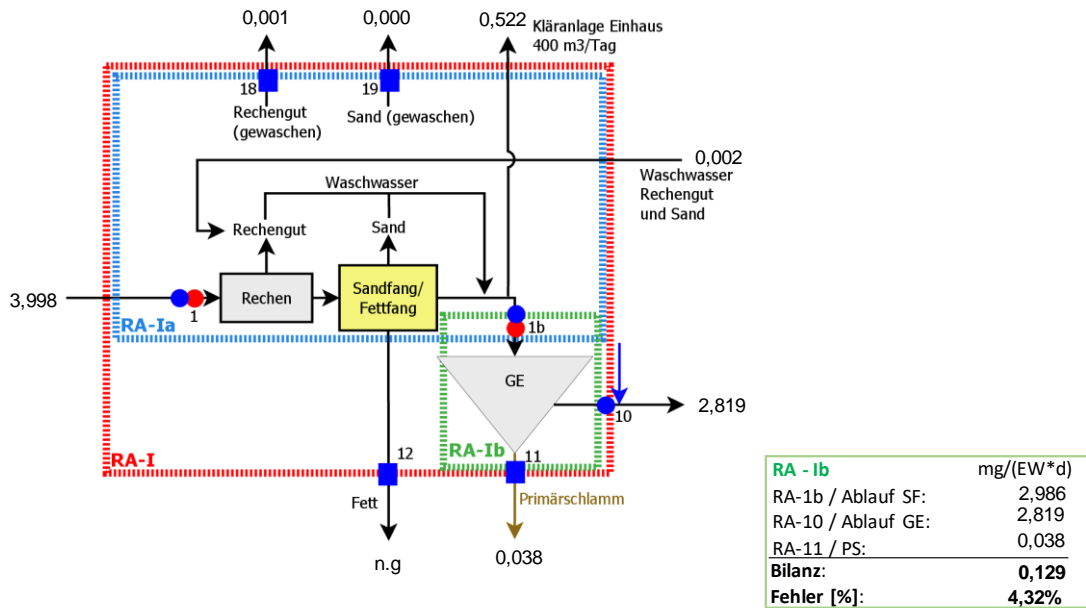 0,001
0,000
0,522
Kläranlage Einhaus
400 m3/Tag
18
19
Rechengut
(gewaschen)
Sand (gewaschen)
0,002
Waschwasser
Rechengut
und Sand
Waschwasser
Rechengut
Sand
3,998
1
Rechen
Sandfang/
Fettfang
RA-Ia
1b
GE
10
2,819
RA-Ib
RA-I
12
11
Fett
Primärschlamm
n.g
0,038
RA - Ib mg/(EW*d)
RA-1b / Ablauf SF: 2,986
RA-10 / Ablauf GE: 2,819
RA-11 / PS: 0,038
Bilanz: 0,129
Fehler [%]: 4,32%